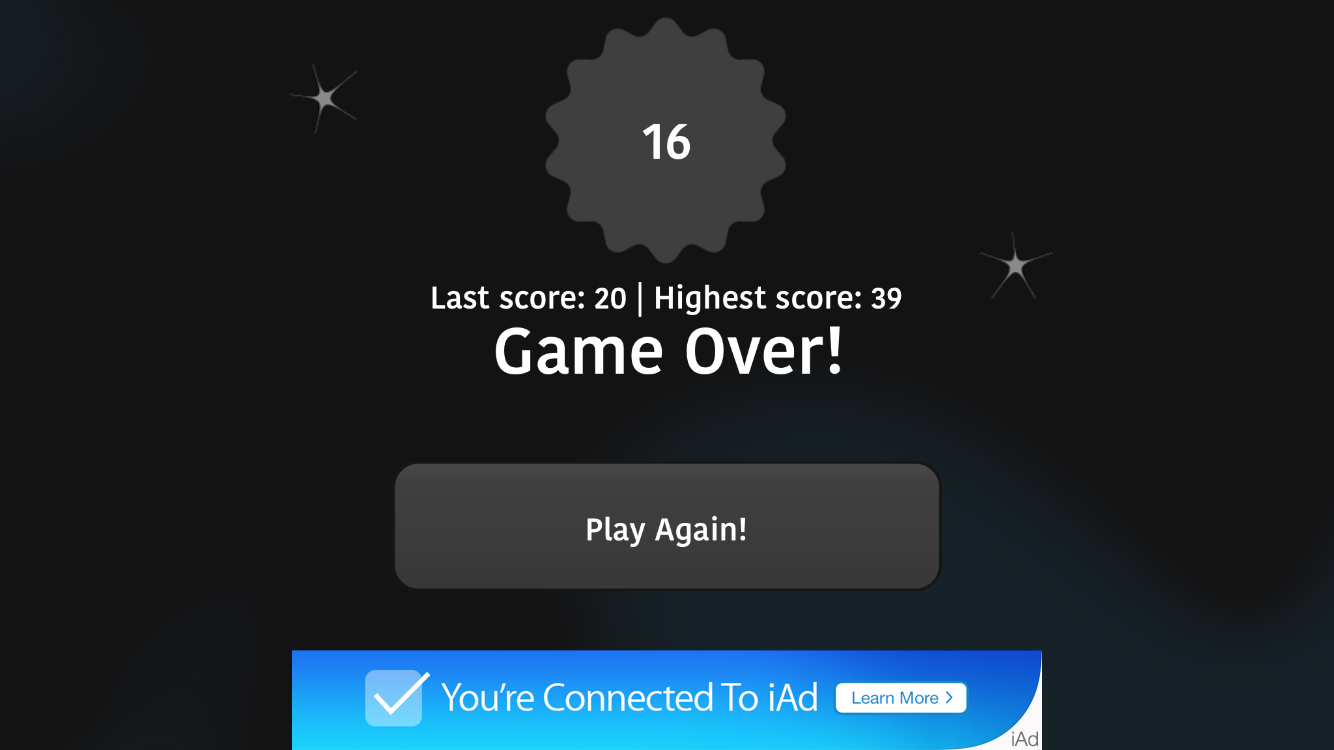 16
Last score: 20 | Highest score: 39
Game Over!
Play Again!
You're Connected To iAd
Learn More >
iAd